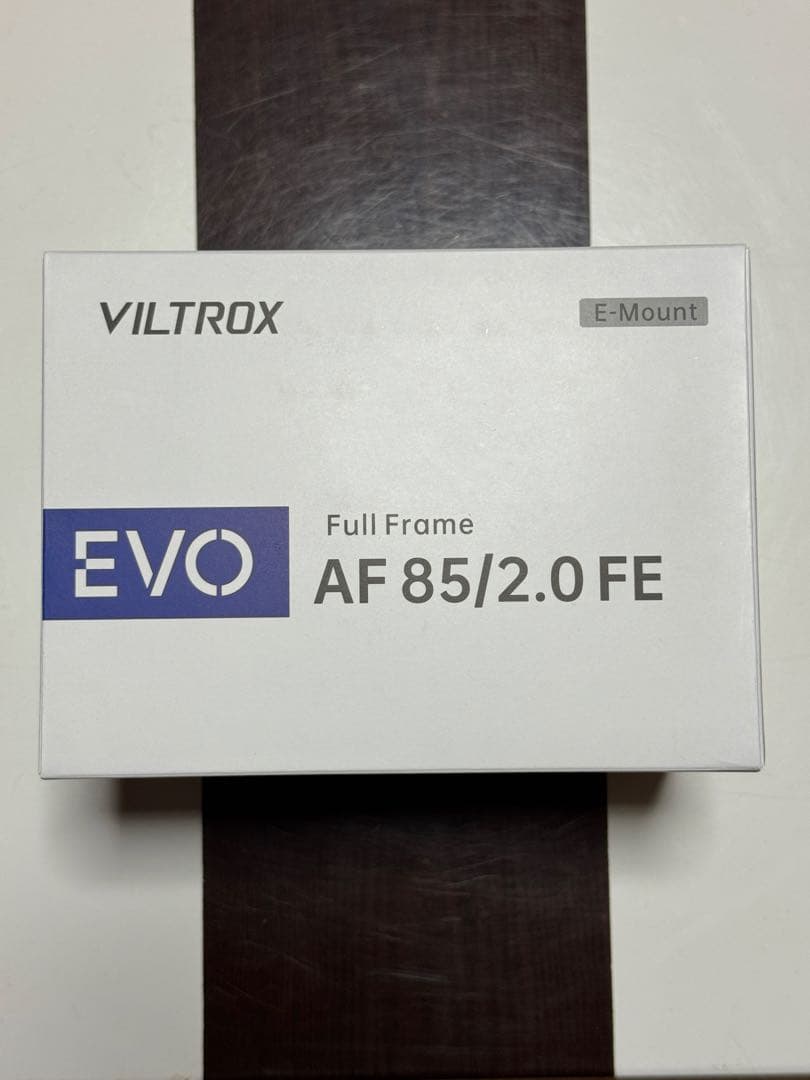 VILTROX
E-Mount
EVO
Full Frame
AF 85/2.0 FE